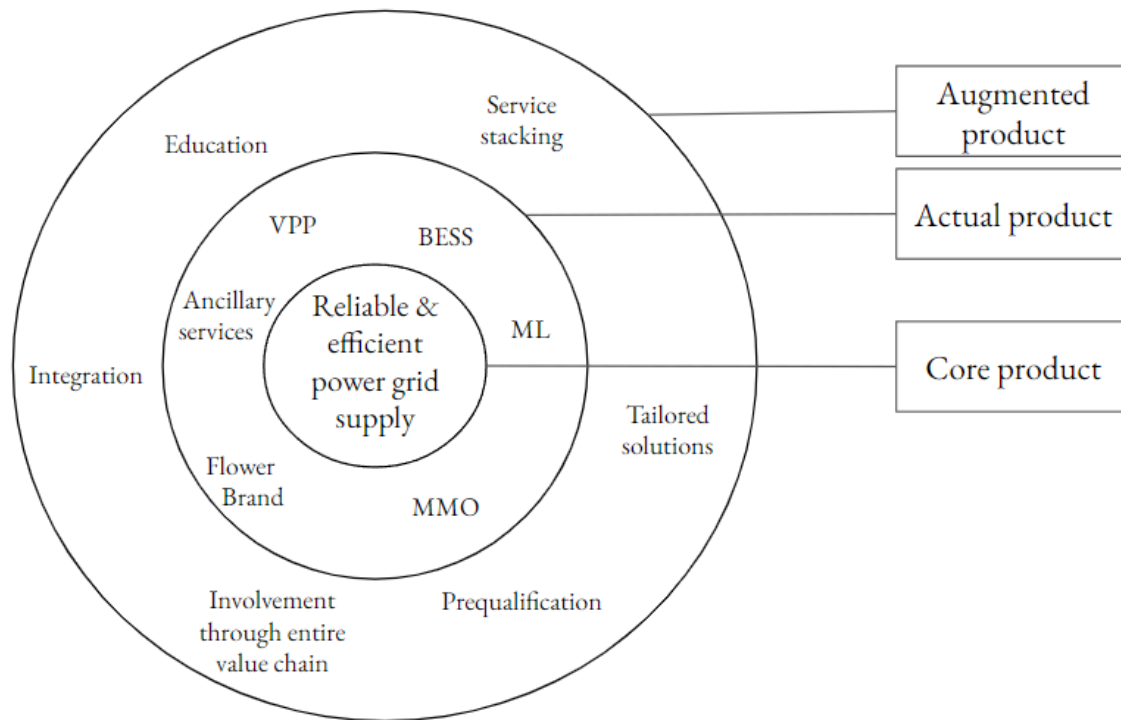 Service
stacking
Education
VPP
BESS
Ancillary
services
Reliable &
efficient
power grid
supply
ML
Integration
Tailored
solutions
Flower
Brand
MMO
Involvement
through entire
value chain
Prequalification
Augmented
product
Actual product
Core product